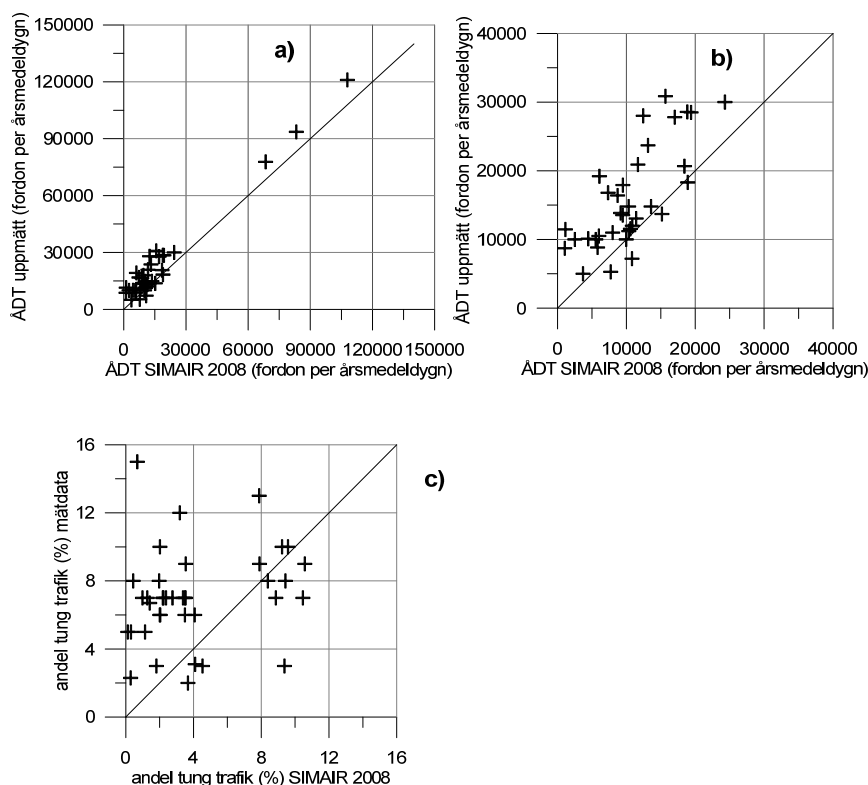 150000
120000
90000
60000
30000
0
a)
ÅDT uppmätt (fordon per årsmedeldygn)
0 30000 60000 90000 120000 150000
ÅDT SIMAIR 2008 (fordon per årsmedeldygn)
40000
30000
20000
10000
0
b)
ÅDT uppmätt (fordon per årsmedeldygn)
0 10000 20000 30000 40000
ÅDT SIMAIR 2008 (fordon per årsmedeldygn)
16
12
8
4
0
c)
andel tung trafik (%) mätdata
0 4 8 12 16
andel tung trafik (%) SIMAIR 2008